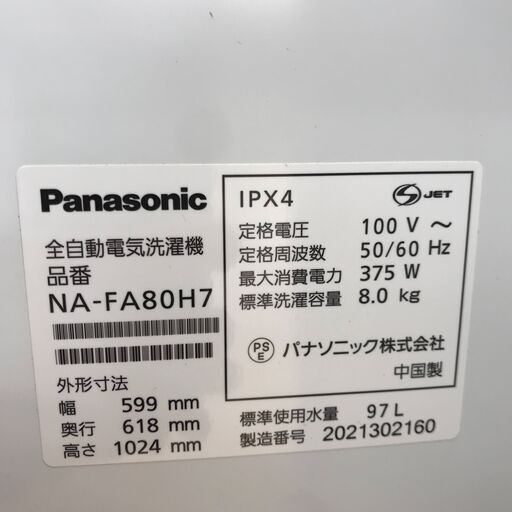 Panasonic
全自動電気洗濯機
品番
NA-FA80H7
外形寸法
幅 599 mm
奥行 618 mm
高さ 1024 mm
IPX4
S JET
定格電圧 100 V ～
定格周波数 50/60 Hz
最大消費電力 375 W
標準洗濯容量 8.0 kg
PS E パナソニック株式会社
中国製
標準使用水量 97 L
製造番号 2021302160